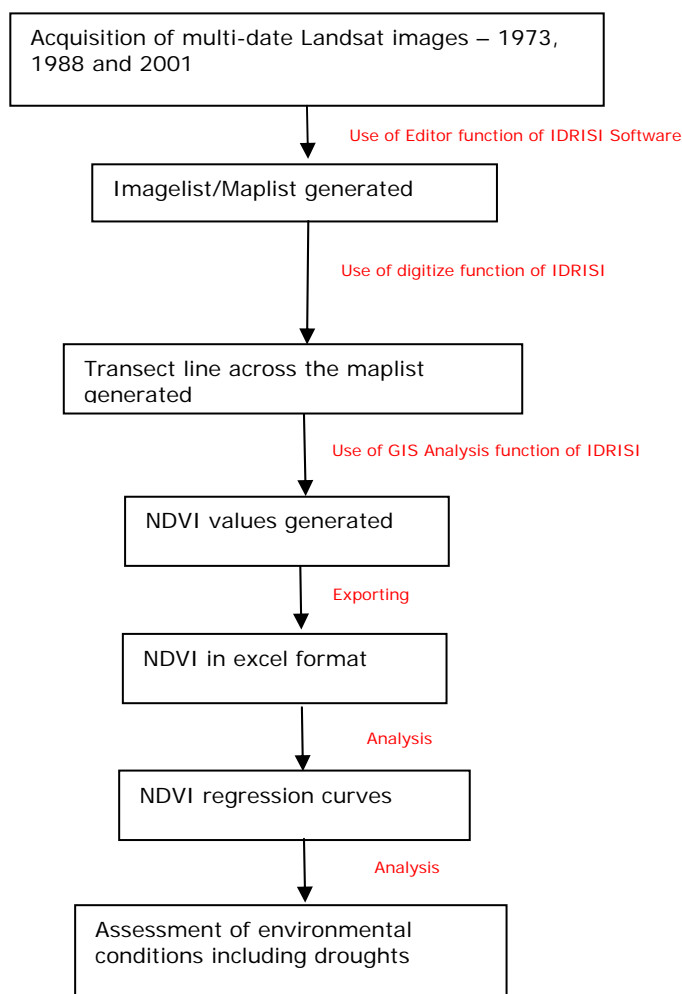 Acquisition of multi-date Landsat images – 1973,
1988 and 2001
Use of Editor function of IDRISI Software
Imagelist/Maplist generated
Use of digitize function of IDRISI
Transect line across the maplist
generated
Use of GIS Analysis function of IDRISI
NDVI values generated
Exporting
NDVI in excel format
Analysis
NDVI regression curves
Analysis
Assessment of environmental
conditions including droughts